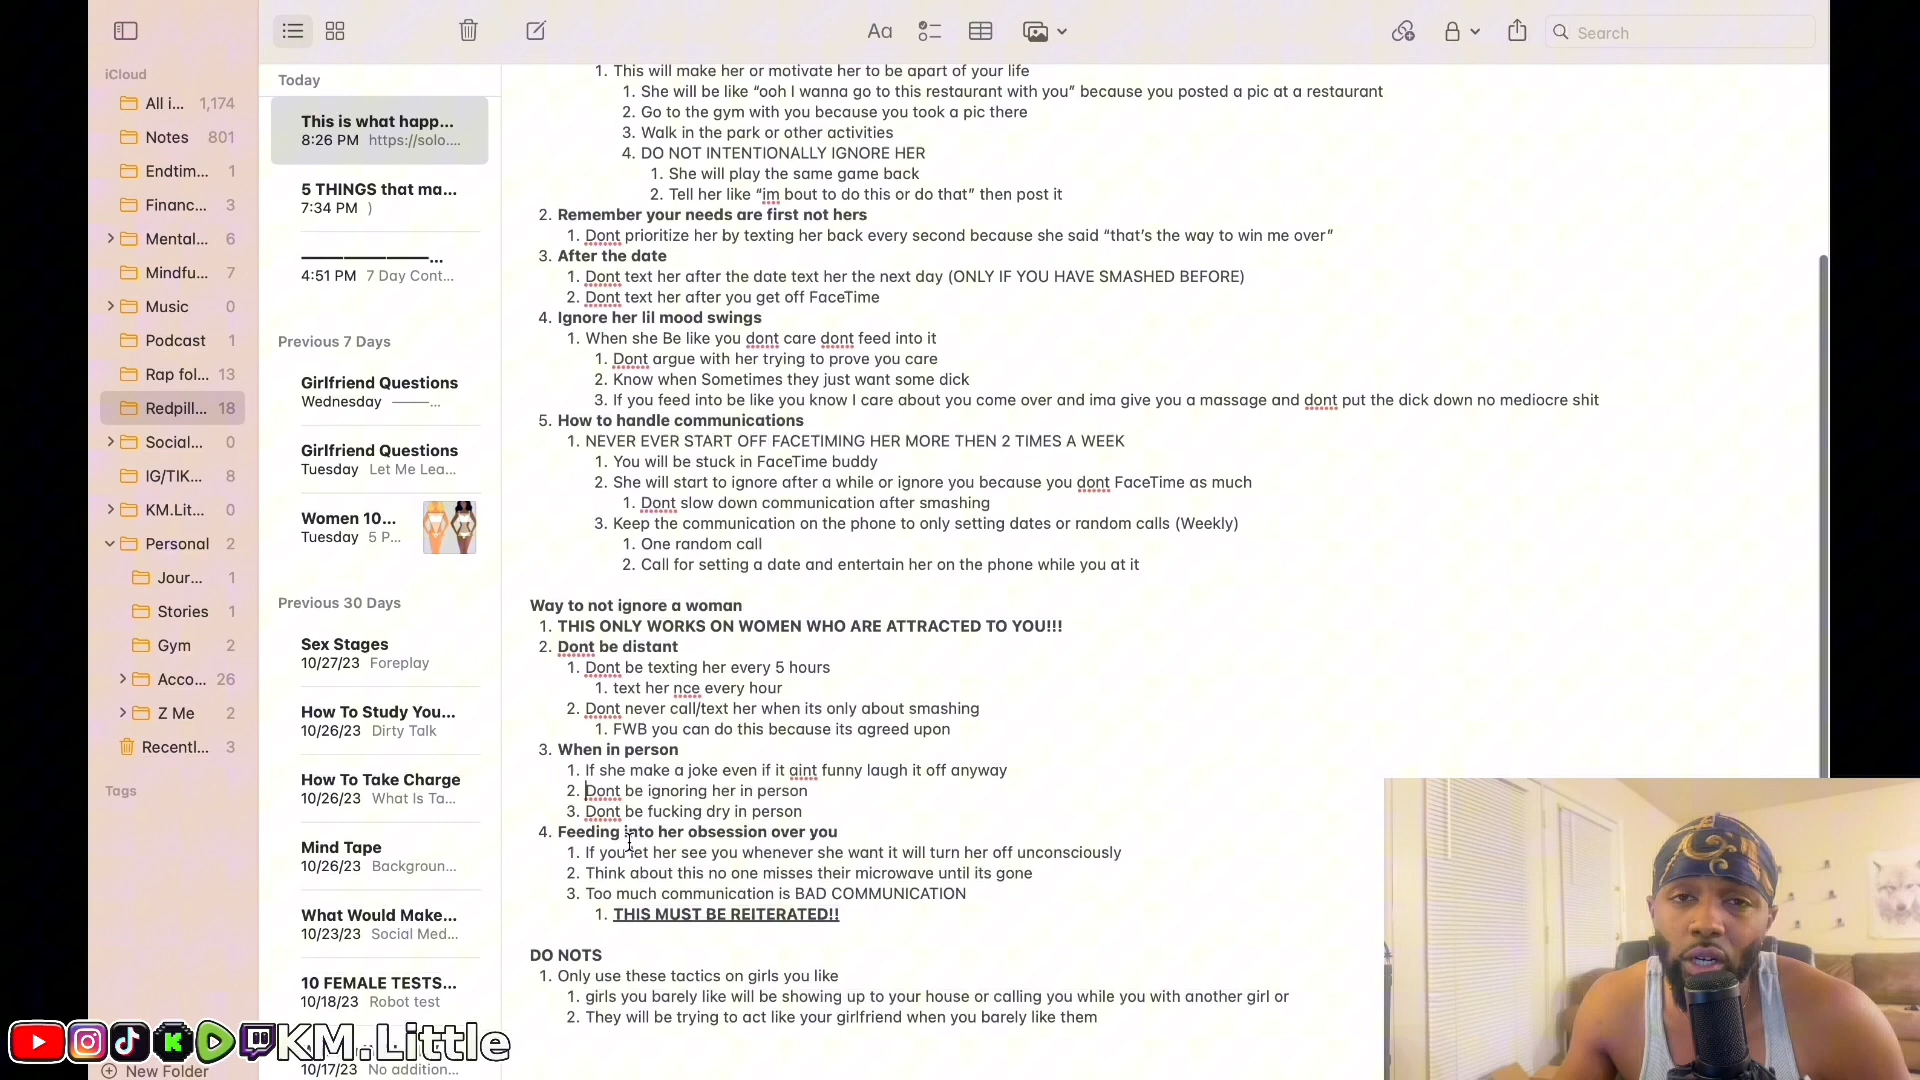 Search
iCloud
All i... 1,174
Notes 801
Endtim... 1
Financ... 3
Mental... 6
Mindfu... 7
Music 0
Podcast 1
Rap fol... 13
Redpill... 18
Social... 0
IG/TIK... 8
KM.Lit... 0
Personal 2
Jour... 1
Stories 1
Gym 2
Acco... 26
Z Me 2
Recentl... 3
Tags
New Folder
Today
This is what happ...
8:26 PM https://solo....
5 THINGS that ma...
7:34 PM )
——————————...
4:51 PM 7 Day Cont...
Previous 7 Days
Girlfriend Questions
Wednesday ———-...
Girlfriend Questions
Tuesday Let Me Lea...
Women 10...
Tuesday 5 P...
Previous 30 Days
Sex Stages
10/27/23 Foreplay
How To Study You...
10/26/23 Dirty Talk
How To Take Charge
10/26/23 What Is Ta...
Mind Tape
10/26/23 Backgroun...
What Would Make...
10/23/23 Social Med...
10 FEMALE TESTS...
10/18/23 Robot test
10/17/23 No addition...
1. This will make her or motivate her to be apart of your life
1. She will be like “ooh I wanna go to this restaurant with you” because you posted a pic at a restaurant
2. Go to the gym with you because you took a pic there
3. Walk in the park or other activities
4. DO NOT INTENTIONALLY IGNORE HER
1. She will play the same game back
2. Tell her like “im bout to do this or do that” then post it
2. Remember your needs are first not hers
1. Dont prioritize her by texting her back every second because she said “that’s the way to win me over”
3. After the date
1. Dont text her after the date text her the next day (ONLY IF YOU HAVE SMASHED BEFORE)
2. Dont text her after you get off FaceTime
4. Ignore her lil mood swings
1. When she Be like you dont care dont feed into it
1. Dont argue with her trying to prove you care
2. Know when Sometimes they just want some dick
3. If you feed into be like you know I care about you come over and ima give you a massage and dont put the dick down no mediocre shit
5. How to handle communications
1. NEVER EVER START OFF FACETIMING HER MORE THEN 2 TIMES A WEEK
1. You will be stuck in FaceTime buddy
2. She will start to ignore after a while or ignore you because you dont FaceTime as much
1. Dont slow down communication after smashing
3. Keep the communication on the phone to only setting dates or random calls (Weekly)
1. One random call
2. Call for setting a date and entertain her on the phone while you at it
Way to not ignore a woman
1. THIS ONLY WORKS ON WOMEN WHO ARE ATTRACTED TO YOU!!!
2. Dont be distant
1. Dont be texting her every 5 hours
1. text her nce every hour
2. Dont never call/text her when its only about smashing
1. FWB you can do this because its agreed upon
3. When in person
1. If she make a joke even if it aint funny laugh it off anyway
2. Dont be ignoring her in person
3. Dont be fucking dry in person
4. Feeding into her obsession over you
1. If you let her see you whenever she want it will turn her off unconsciously
2. Think about this no one misses their microwave until its gone
3. Too much communication is BAD COMMUNICATION
1. THIS MUST BE REITERATED!!
DO NOTS
1. Only use these tactics on girls you like
1. girls you barely like will be showing up to your house or calling you while you with another girl or
2. They will be trying to act like your girlfriend when you barely like them
KM.Little